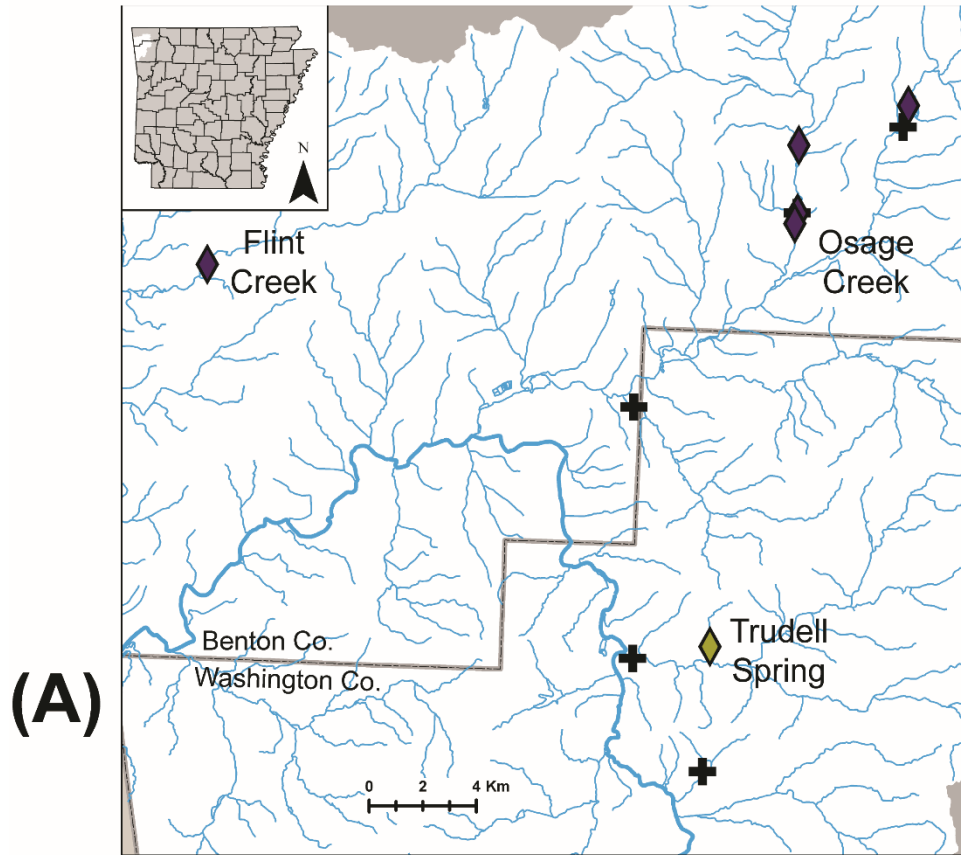 N
Flint
Creek
Osage
Creek
Benton Co.
Washington Co.
Trudell
Spring
(A)
0 2 4 Km